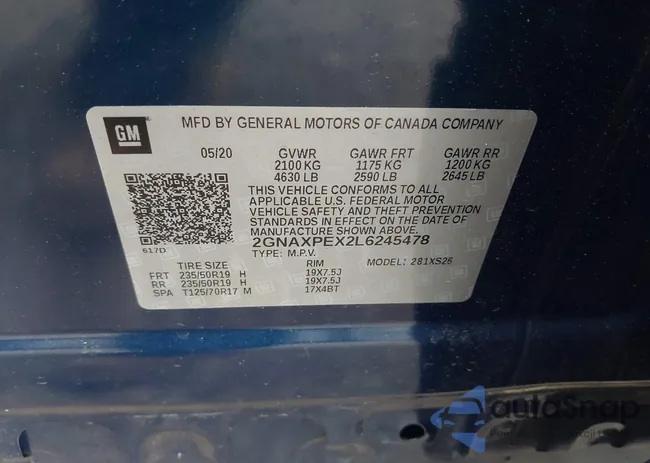 GM
MFD BY GENERAL MOTORS OF CANADA COMPANY
05/20 GVWR GAWR FRT GAWR RR
2100 KG 1175 KG 1200 KG
4630 LB 2590 LB 2645 LB
THIS VEHICLE CONFORMS TO ALL
APPLICABLE U.S. FEDERAL MOTOR
VEHICLE SAFETY AND THEFT PREVENTION
STANDARDS IN EFFECT ON THE DATE OF
MANUFACTURE SHOWN ABOVE.
617D 2GNAXPEX2L6245478
TYPE: M.P.V. MODEL: 281XS26
TIRE SIZE RIM
FRT 235/50R19 H 19X7.5J
RR 235/50R19 H 19X7.5J
SPA T125/70R17 M 17X4BT
autoSnap